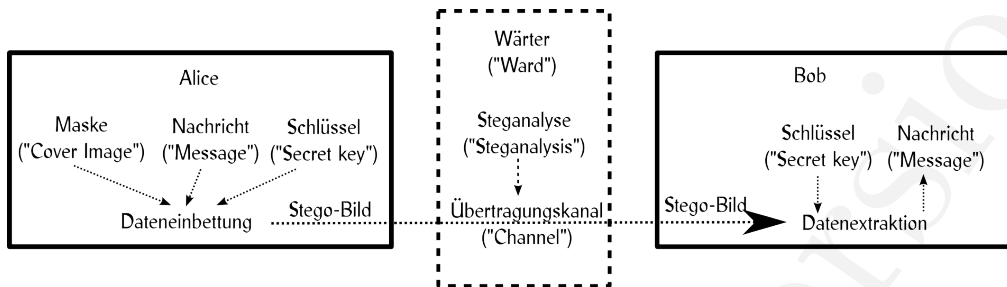 Alice
Maske
("Cover Image")
Nachricht
("Message")
Schlüssel
("Secret key")
Dateneinbettung
Stego-Bild
Wärter
("Ward")
Steganalyse
("Steganalysis")
Übertragungskanal
("Channel")
Stego-Bild
Bob
Schlüssel
("Secret key")
Nachricht
("Message")
Datenextraktion